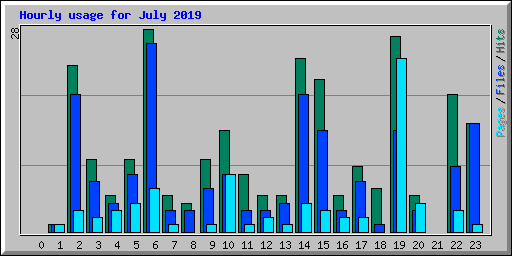 Hourly usage for July 2019
28
Pages/Files/Hits
0 1 2 3 4 5 6 7 8 9 10 11 12 13 14 15 16 17 18 19 20 21 22 23